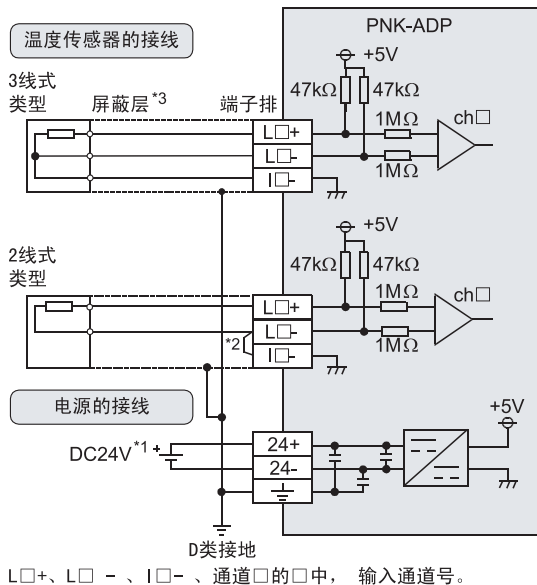 PNK-ADP
温度传感器的接线
+5V
3线式
类型
屏蔽层*3
端子排
47kΩ
47kΩ
1MΩ
ch□
L□+
L□-
I□-
1MΩ
+5V
2线式
类型
47kΩ
47kΩ
1MΩ
ch□
L□+
L□-
*2
I□-
1MΩ
电源的接线
+5V
DC24V*1
+
24+
24-
D类接地
L□+、L□ -、I□-、通道□的□中， 输入通道号。